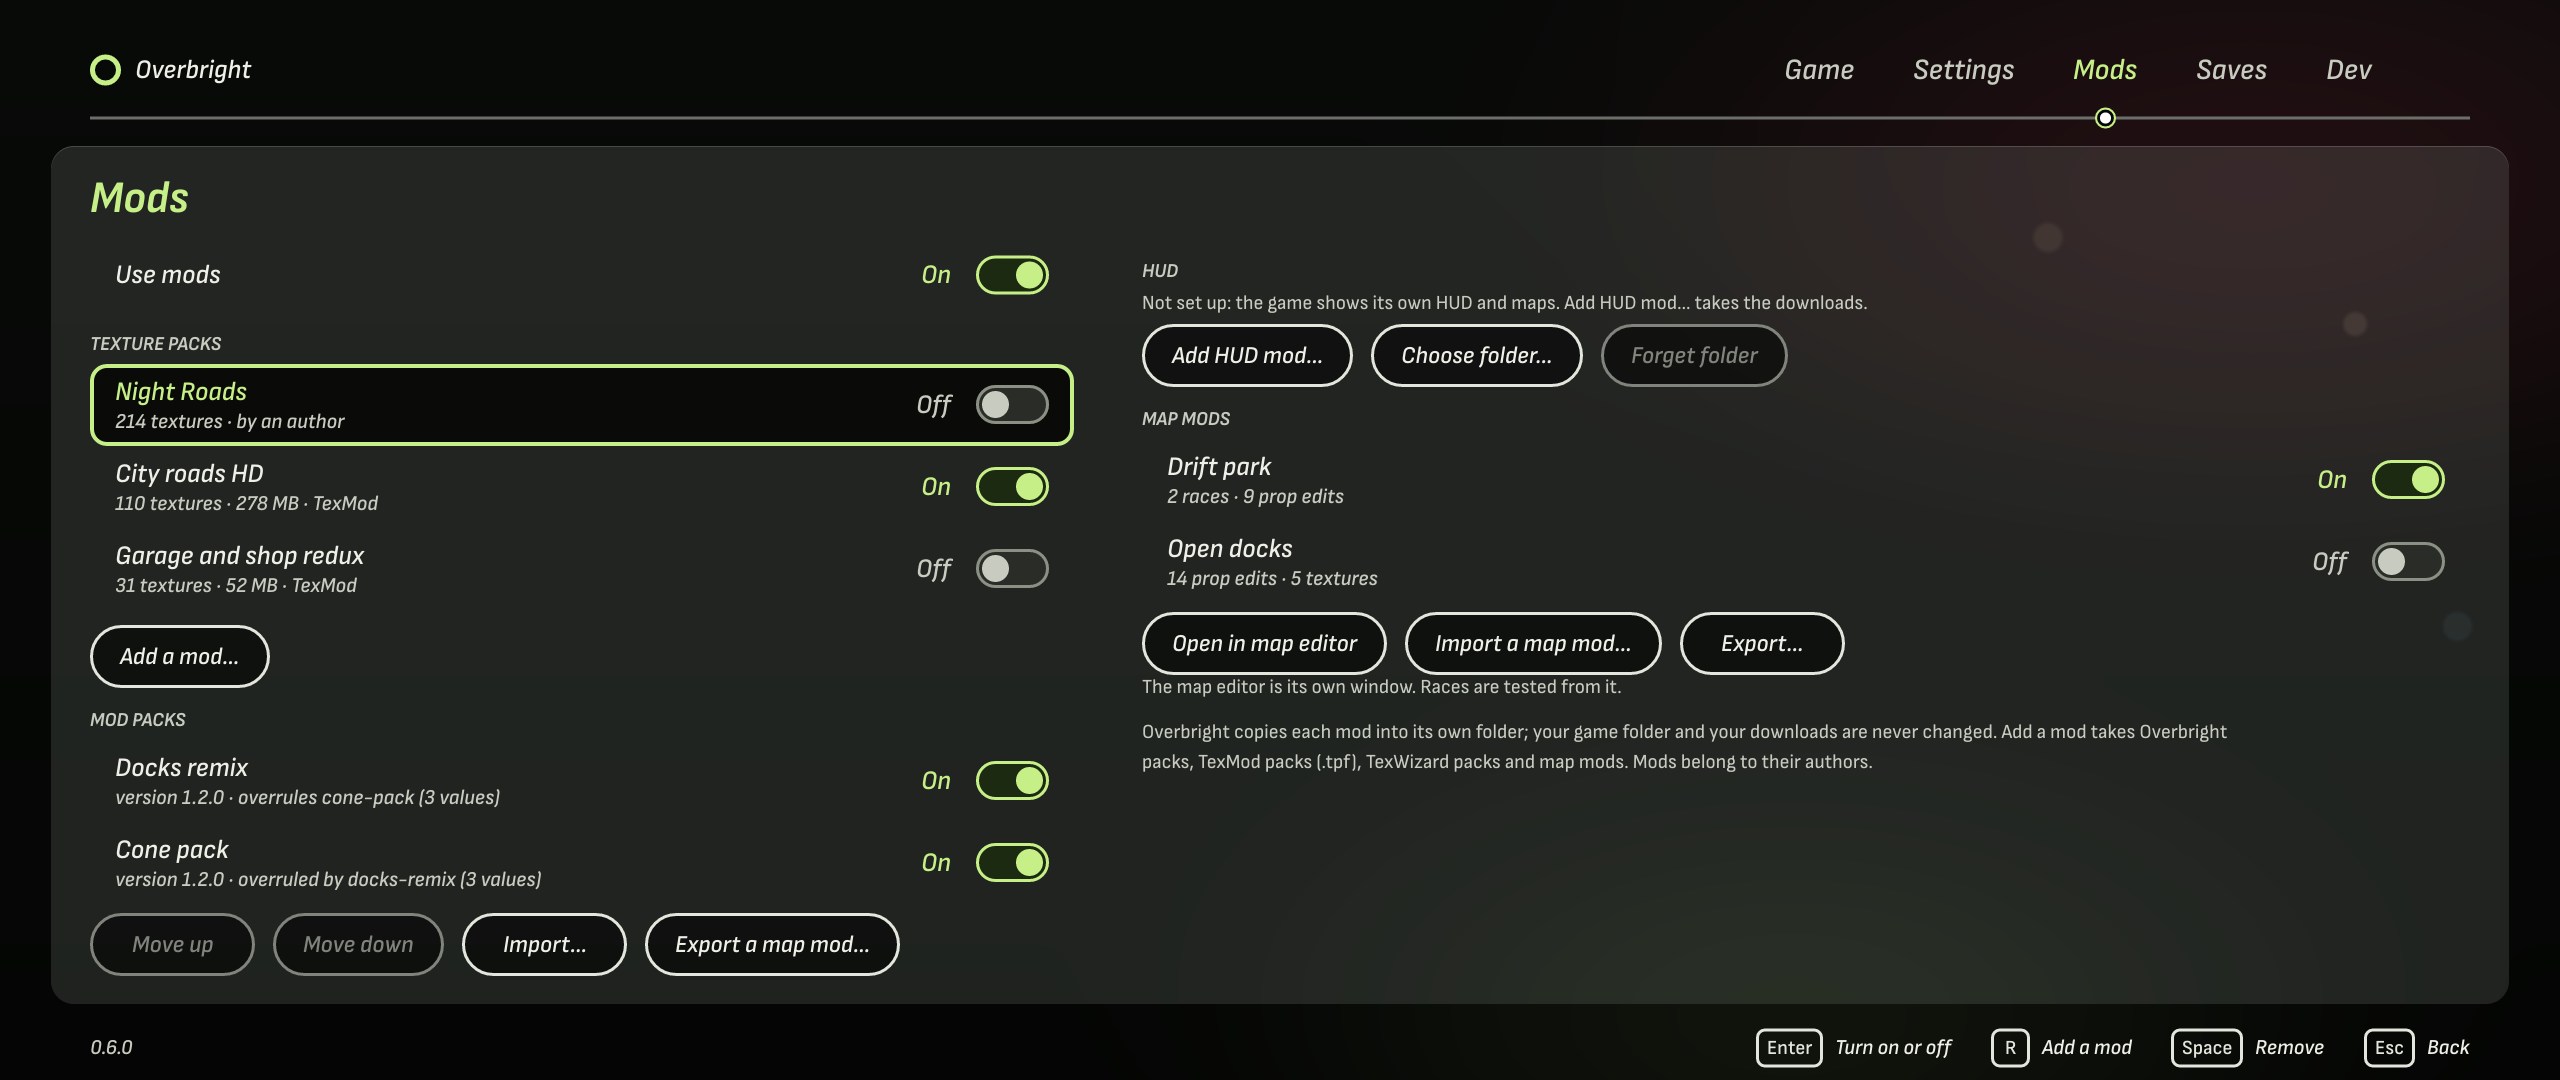 Overbright
Game
Settings
Mods
Saves
Dev
Mods
Use mods
On
TEXTURE PACKS
Night Roads
214 textures · by an author
Off
City roads HD
110 textures · 278 MB · TexMod
On
Garage and shop redux
31 textures · 52 MB · TexMod
Off
Add a mod...
MOD PACKS
Docks remix
version 1.2.0 · overrules cone-pack (3 values)
On
Cone pack
version 1.2.0 · overruled by docks-remix (3 values)
On
Move up
Move down
Import...
Export a map mod...
HUD
Not set up: the game shows its own HUD and maps. Add HUD mod... takes the downloads.
Add HUD mod...
Choose folder...
Forget folder
MAP MODS
Drift park
2 races · 9 prop edits
On
Open docks
14 prop edits · 5 textures
Off
Open in map editor
Import a map mod...
Export...
The map editor is its own window. Races are tested from it.
Overbright copies each mod into its own folder; your game folder and your downloads are never changed. Add a mod takes Overbright
packs, TexMod packs (.tpf), TexWizard packs and map mods. Mods belong to their authors.
0.6.0
Enter Turn on or off
R Add a mod
Space Remove
Esc Back